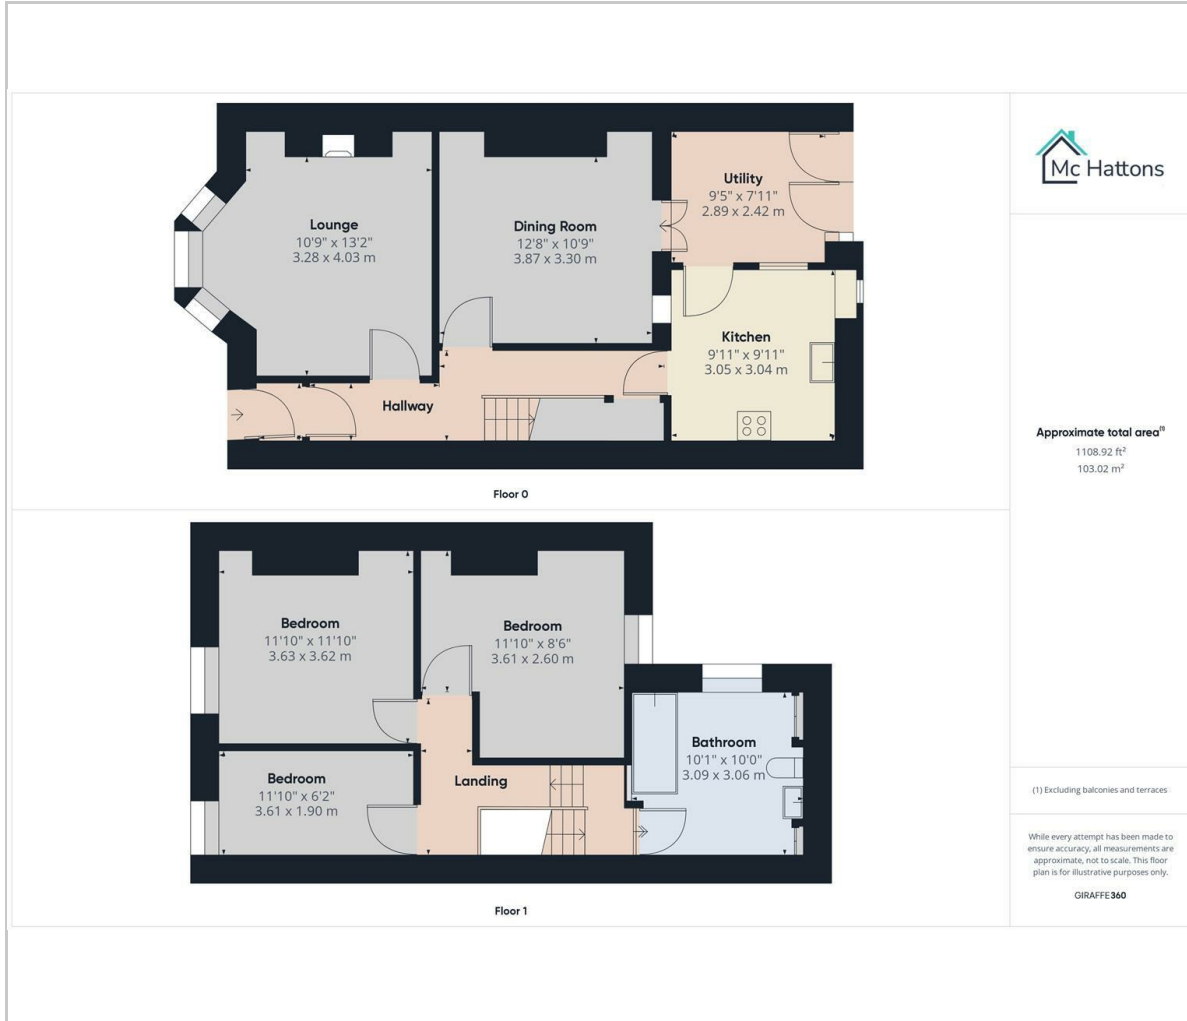 Lounge
10'9" x 13'2"
3.28 x 4.03 m
Dining Room
12'8" x 10'9"
3.87 x 3.30 m
Utility
9'5" x 7'11"
2.89 x 2.42 m
Kitchen
9'11" x 9'11"
3.05 x 3.04 m
Hallway
Floor 0
Bedroom
11'10" x 11'10"
3.63 x 3.62 m
Bedroom
11'10" x 8'6"
3.61 x 2.60 m
Bathroom
10'1" x 10'0"
3.09 x 3.06 m
Bedroom
11'10" x 6'2"
3.61 x 1.90 m
Landing
Floor 1
Mc Hattons
Approximate total area⁽¹⁾
1108.92 ft²
103.02 m²
(1) Excluding balconies and terraces
While every attempt has been made to
ensure accuracy, all measurements are
approximate, not to scale. This floor
plan is for illustrative purposes only.
GIRAFFE360